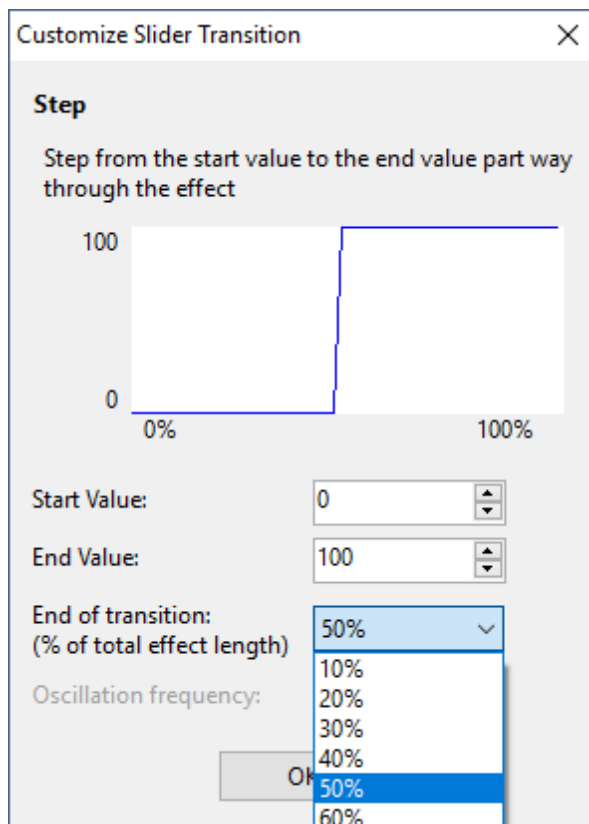 Customize Slider Transition
Step
Step from the start value to the end value part way
through the effect
100
0
0% 100%
Start Value: 0
End Value: 100
End of transition: 50%
(% of total effect length)
10%
20%
Oscillation frequency:
30%
40%
50%
60%